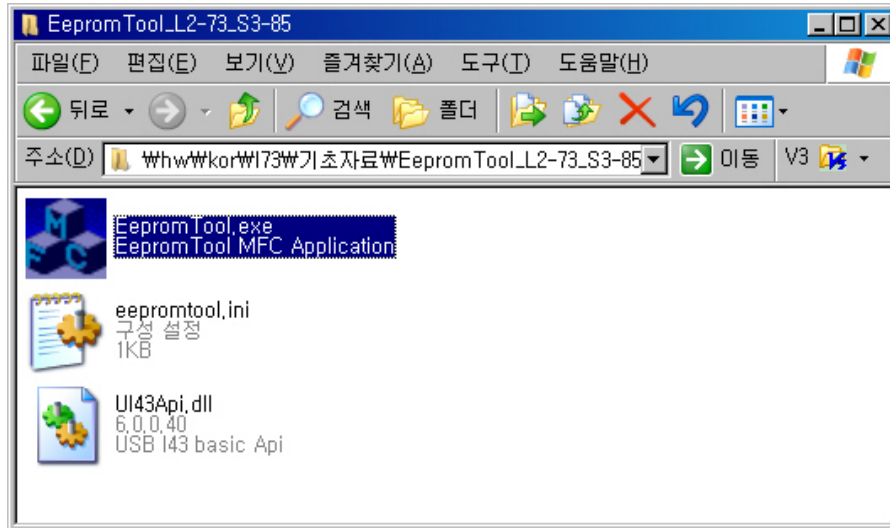 EepromTool_L2-73_S3-85
파일(F) 편집(E) 보기(V) 즐겨찾기(A) 도구(T) 도움말(H)
뒤로 검색 폴더
주소(D) ₩hw₩kor₩I73₩기초자료₩EepromTool_L2-73_S3-85 이동 V3
MFC
EepromTool.exe
EepromTool MFC Application
eepromtool.ini
구성 설정
1KB
UI43Api.dll
6.0.0.40
USB I43 basic Api